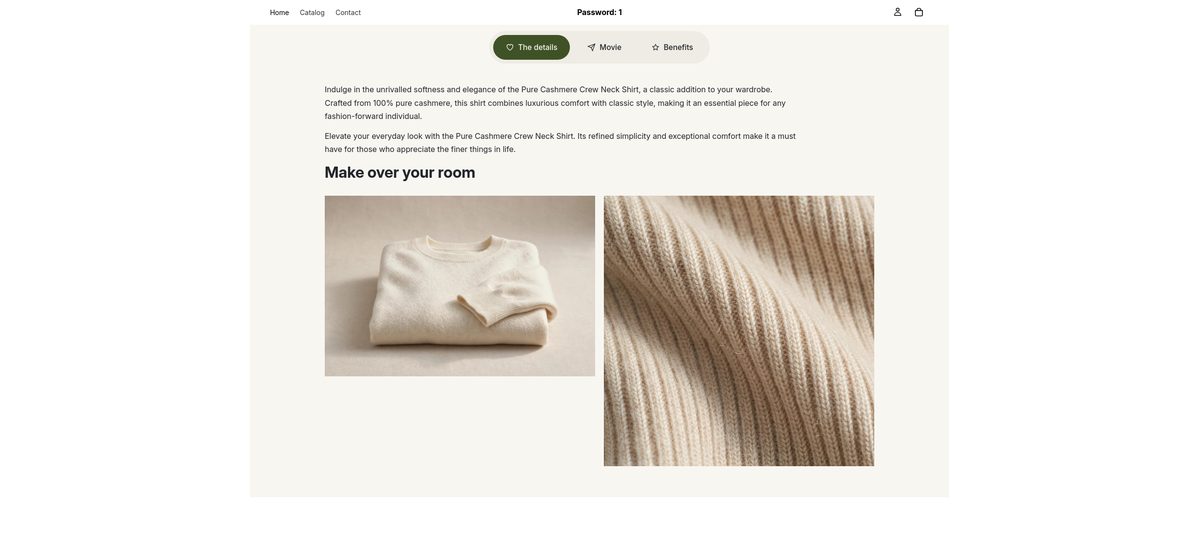 Home Catalog Contact Password: 1
The details Movie Benefits
Indulge in the unrivalled softness and elegance of the Pure Cashmere Crew Neck Shirt, a classic addition to your wardrobe.
Crafted from 100% pure cashmere, this shirt combines luxurious comfort with classic style, making it an essential piece for any
fashion-forward individual.
Elevate your everyday look with the Pure Cashmere Crew Neck Shirt. Its refined simplicity and exceptional comfort make it a must
have for those who appreciate the finer things in life.
Make over your room